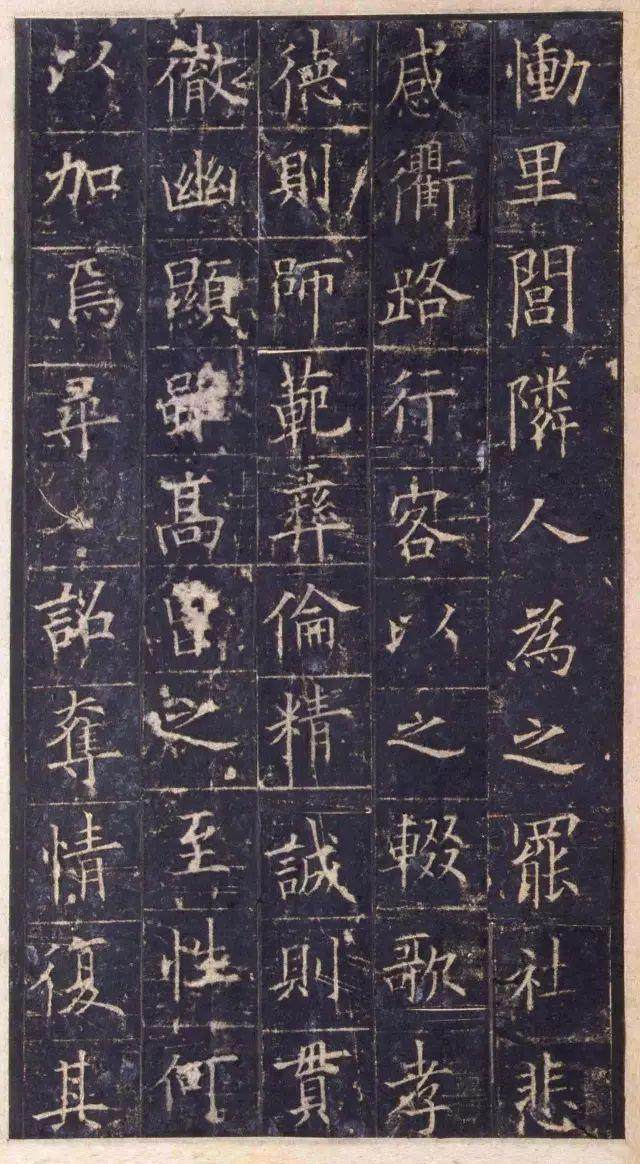 慟里閭隣人為之罷社悲
感衢路行客以之輟歌孝
德則師範彝倫精誠則貫
徹幽顯雖高曾之至性何
以加焉尋詔奪情復其